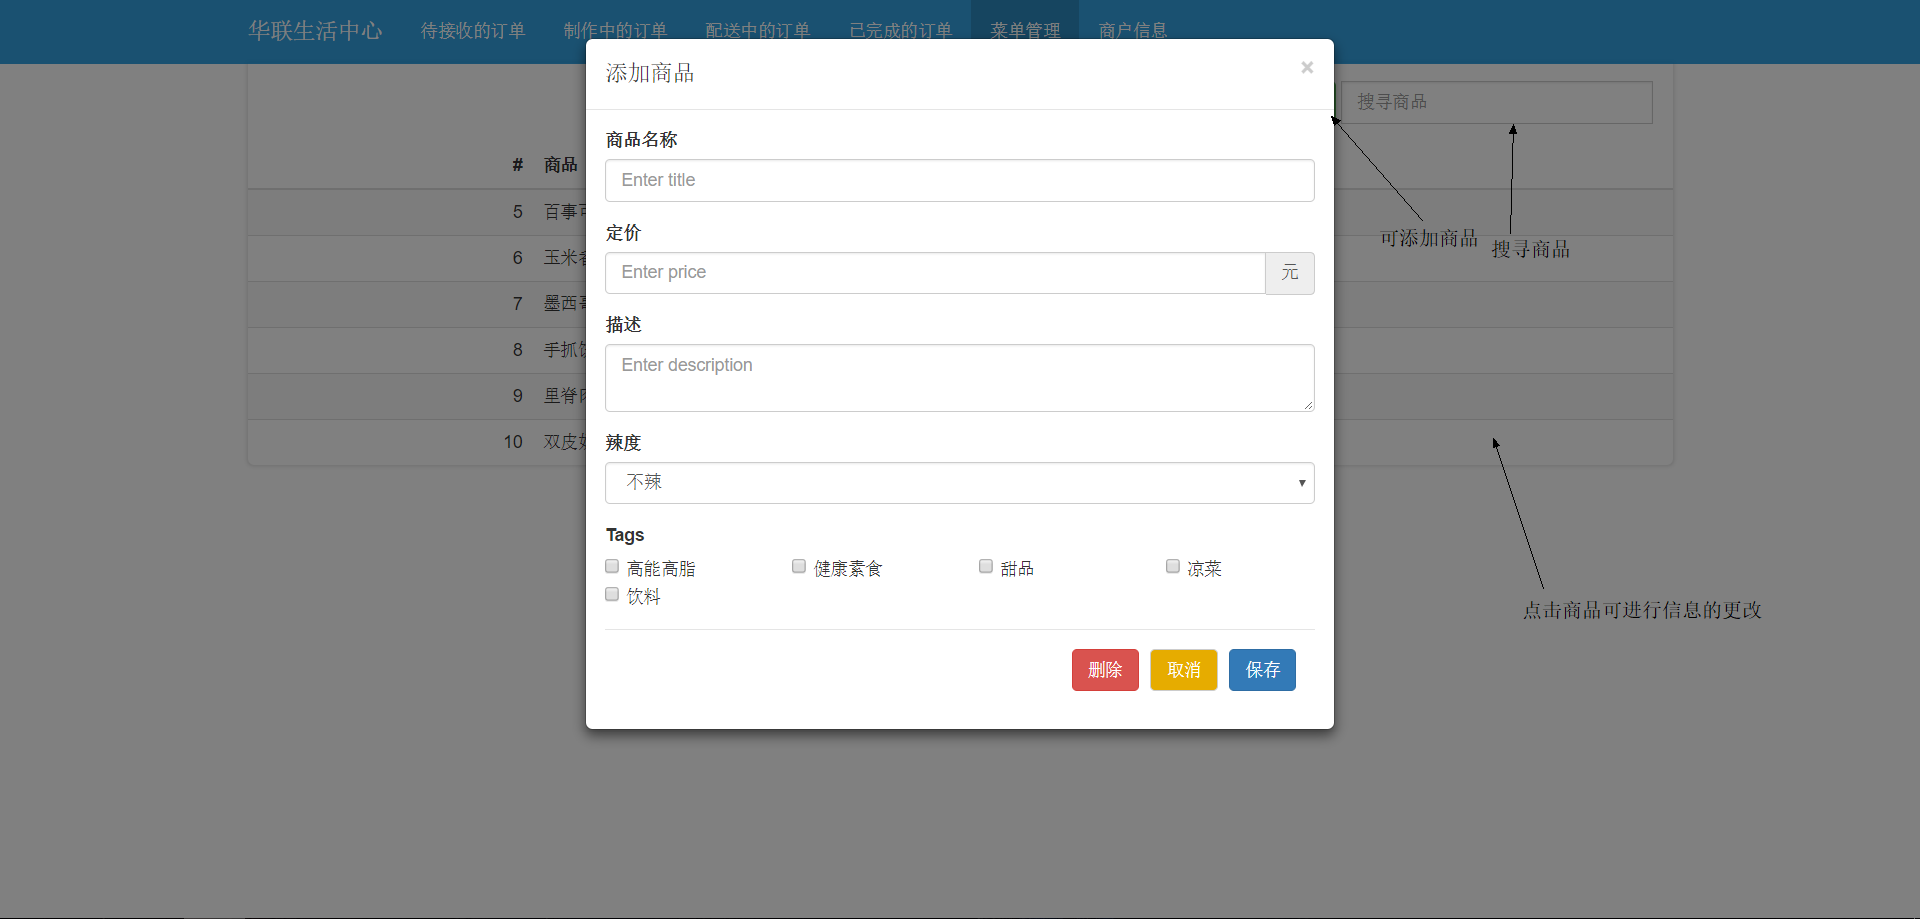 华联生活中心 待接收的订单 制作中的订单 配送中的订单 已完成的订单 菜单管理 商户信息
添加商品 ×
搜寻商品
商品名称
# 商品
Enter title
5 百事
定价
可添加商品 搜寻商品
6 玉米
Enter price 元
7 墨西
描述
8 手抓
Enter description
9 里脊
辣度
10 双皮
不辣
Tags
高能高脂 健康素食 甜品 凉菜
饮料
点击商品可进行信息的更改
删除 取消 保存